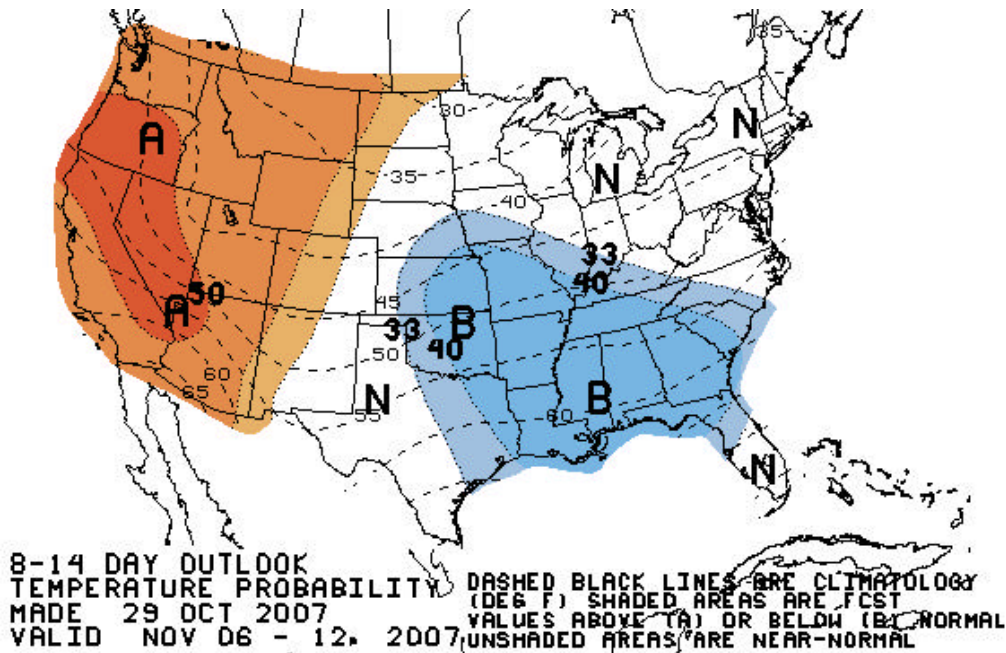 35
40
A
N
30
35
N
40
33
40
A 50
45
B
33
40
50
60
65
N
55
60
B
N
8-14 DAY OUTLOOK
TEMPERATURE PROBABILITY
MADE 29 OCT 2007
VALID NOV 06 - 12, 2007
DASHED BLACK LINES ARE CLIMATOLOGY
(DEG F) SHADED AREAS ARE FCST
VALUES ABOVE (A) OR BELOW (B) NORMAL
UNSHADED AREAS ARE NEAR-NORMAL